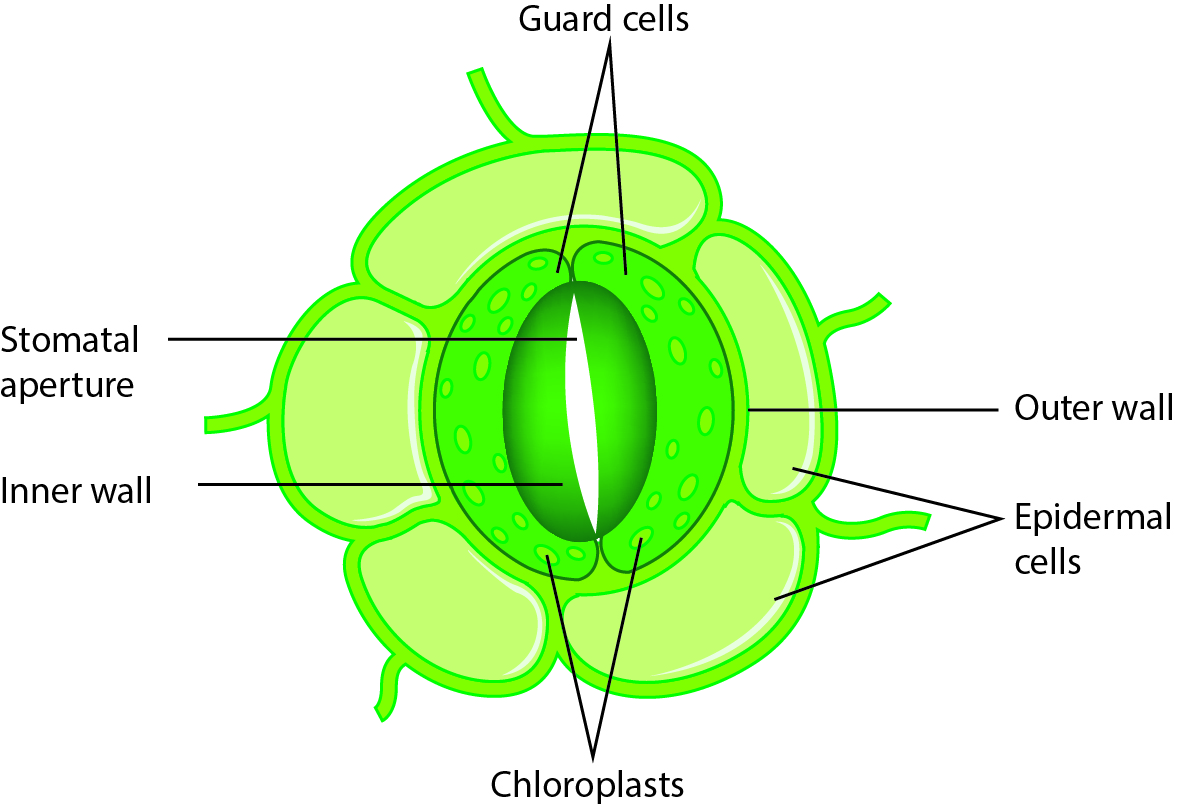 Guard cells
Stomatal
aperture
Outer wall
Inner wall
Epidermal
cells
Chloroplasts